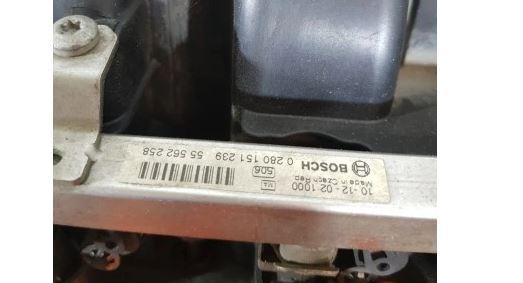 BOSCH
0 280 151 239 55 562 258
506
10-12-02 1000
Made in Czech Rep